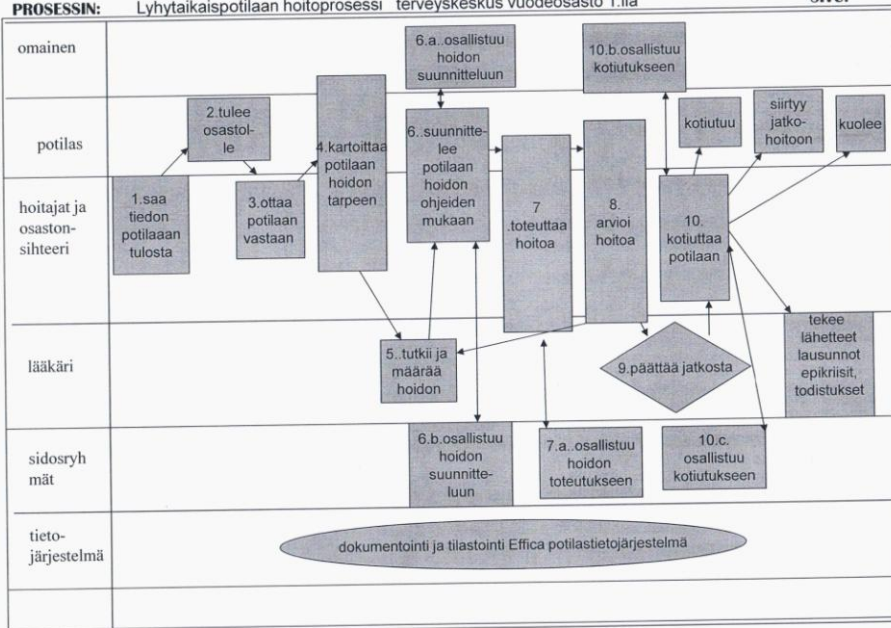 PROSESSIN: Lyhytaikaispotilaan hoitoprosessi terveyskeskus vuodeosasto 1:llä
omainen
6.a..osallistuu
hoidon
suunnitteluun
10.b.osallistuu
kotiutukseen
potilas
2.tulee
osastol-
le
4.kartoittaa
potilaan
hoidon
tarpeen
6..suunnitte-
lee
potilaan
hoidon
ohjeiden
mukaan
kotiutuu
siirtyy
jatko-
hoitoon
kuolee
hoitajat ja
osaston-
sihteeri
1.saa
tiedon
potilaaan
tulosta
3.ottaa
potilaan
vastaan
7
.toteuttaa
hoitoa
8.
arvioi
hoitoa
10.
kotiuttaa
potilaan
lääkäri
5..tutkii ja
määrää
hoidon
9.päättää jatkosta
tekee
lähetteet
lausunnot
epikriisit,
todistukset
sidosryh
mät
6.b.osallistuu
hoidon
suunnitte-
luun
7.a..osallistuu
hoidon
toteutukseen
10.c.
osallistuu
kotiutukseen
tieto-
järjestelmä
dokumentointi ja tilastointi Effica potilastietojärjestelmä